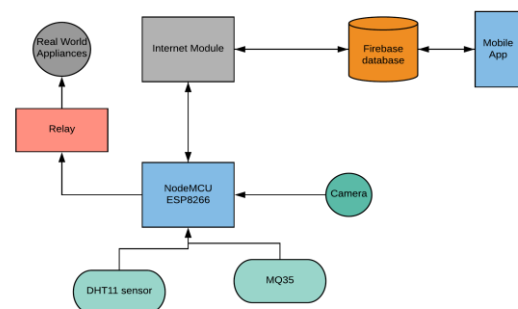 Real World
Appliances
Internet Module
Firebase
database
Mobile
App
Relay
NodeMCU
ESP8266
Camera
DHT11 sensor
MQ35